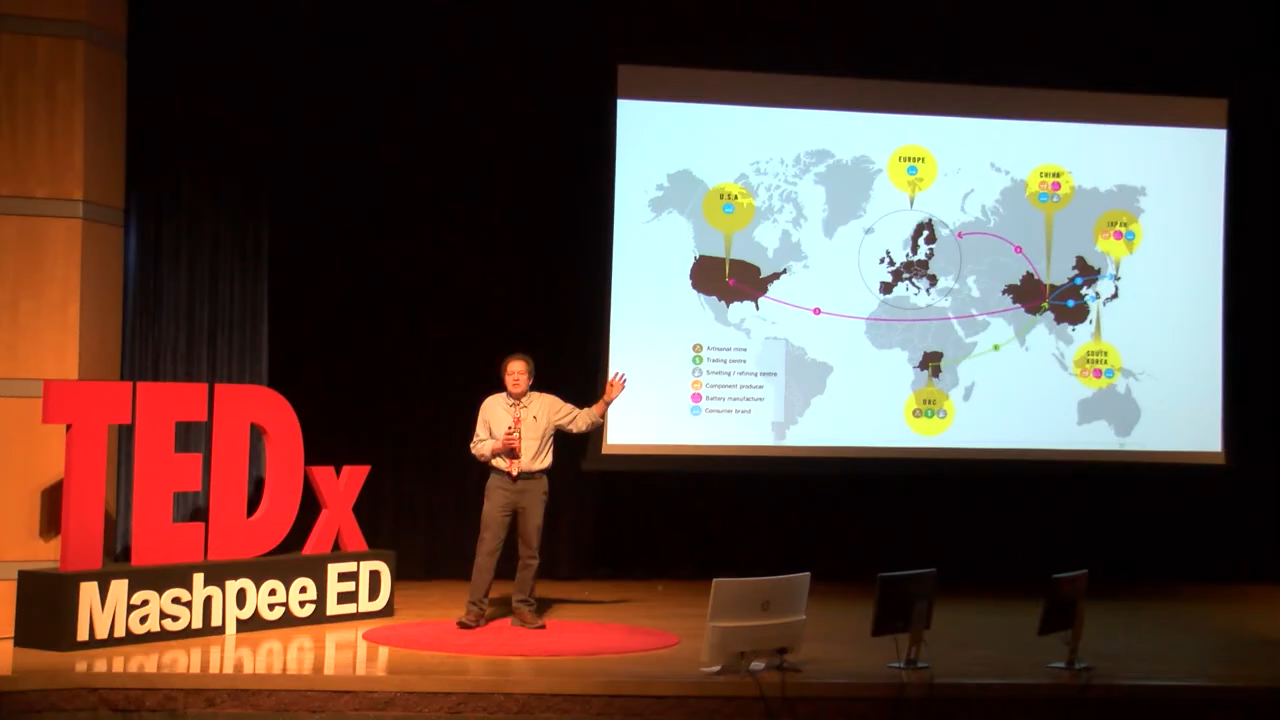 TEDx
Mashpee ED
U.S.A
EUROPE
CHINA
JAPAN
SOUTH
KOREA
DRC
Artisanal mine
Trading centre
Smelting / refining centre
Component producer
Battery manufacturer
Consumer brand